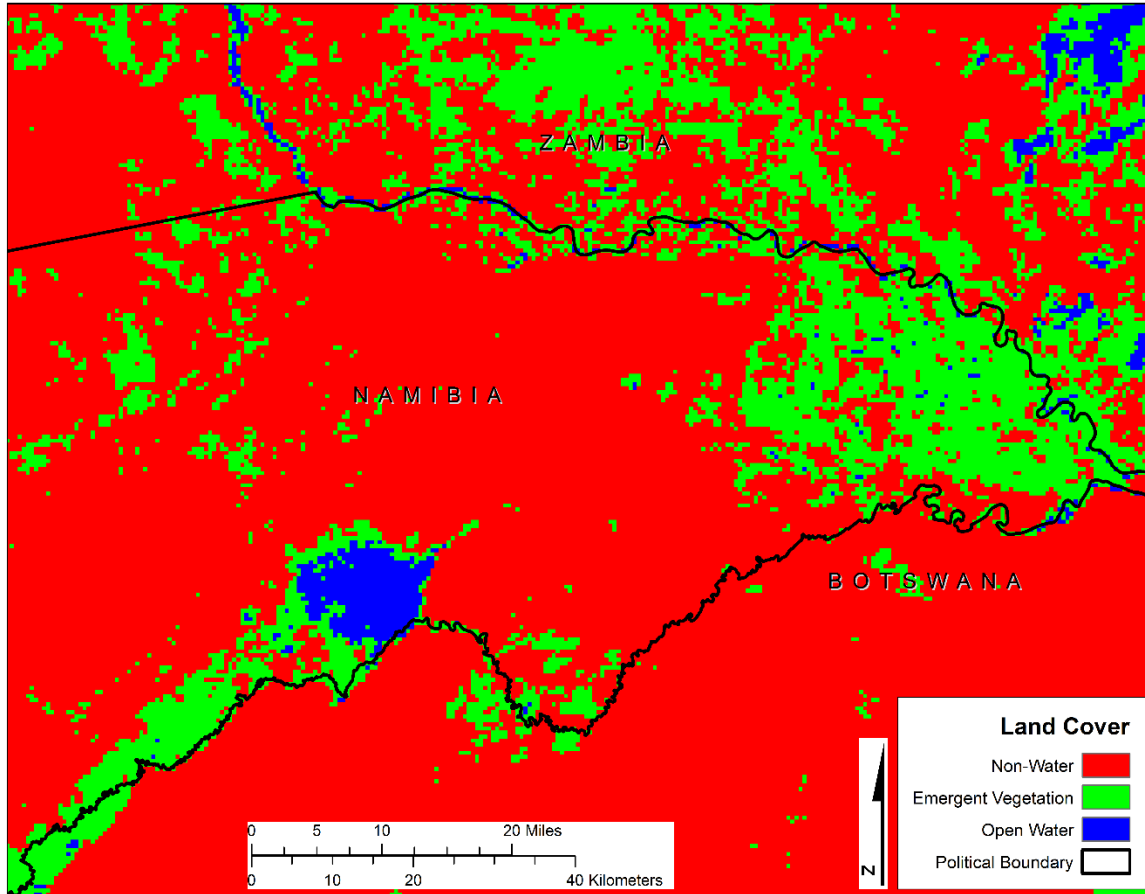 ZAMBIA
NAMIBIA
BOTSWANA
Land Cover
Non-Water
Emergent Vegetation
Open Water
Political Boundary
0 5 10 20 Miles
0 10 20 40 Kilometers
N